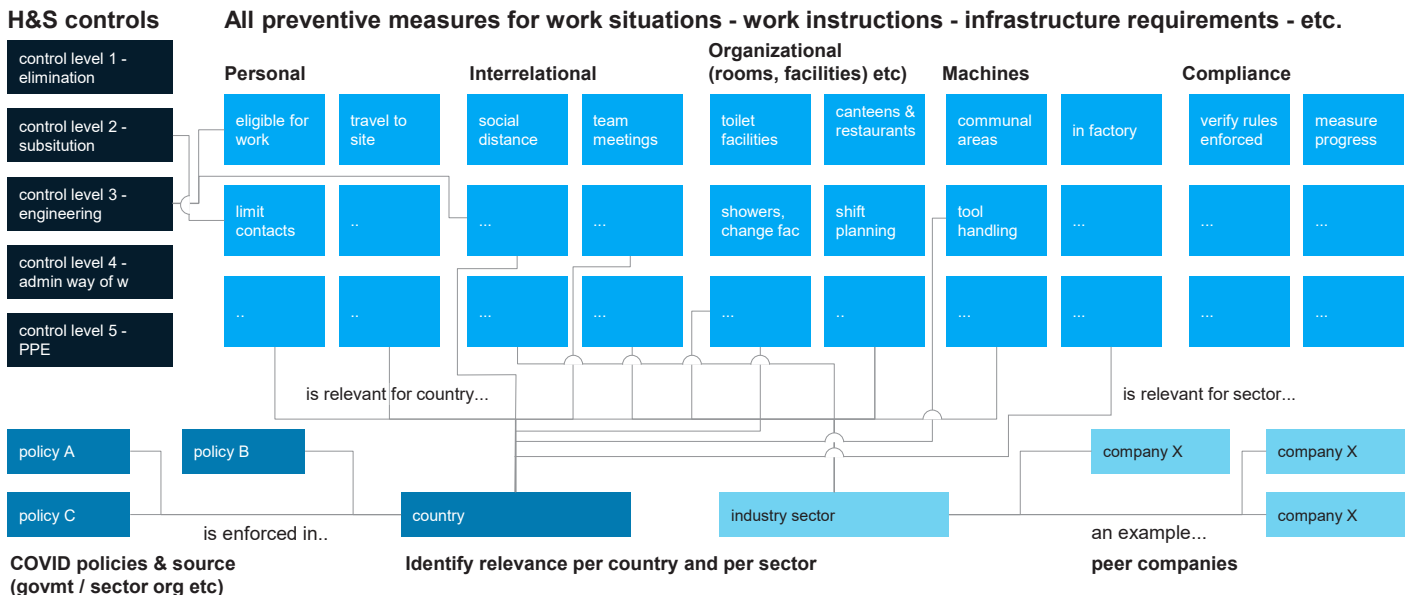 H&S controls
All preventive measures for work situations - work instructions - infrastructure requirements - etc.
control level 1 -
elimination
control level 2 -
subsitution
control level 3 -
engineering
control level 4 -
admin way of w
control level 5 -
PPE
Personal
Interrelational
Organizational
(rooms, facilities) etc)
Machines
Compliance
eligible for
work
travel to
site
social
distance
team
meetings
toilet
facilities
canteens &
restaurants
communal
areas
in factory
verify rules
enforced
measure
progress
limit
contacts
..
...
...
showers,
change fac
shift
planning
tool
handling
...
...
...
..
..
...
...
...
..
...
...
...
...
is relevant for country...
is relevant for sector...
policy A
policy B
company X
company X
policy C
country
industry sector
company X
is enforced in..
an example...
COVID policies & source
(govmt / sector org etc)
Identify relevance per country and per sector
peer companies